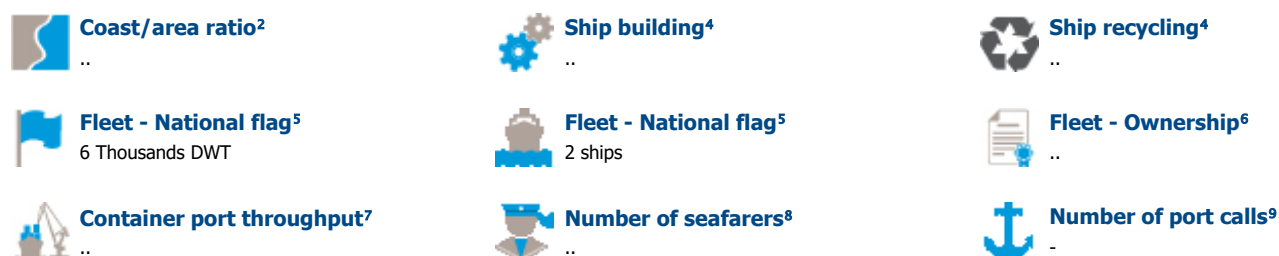 Coast/area ratio²
..
Ship building⁴
..
Ship recycling⁴
..
Fleet - National flag⁵
6 Thousands DWT
Fleet - National flag⁵
2 ships
Fleet - Ownership⁶
..
Container port throughput⁷
..
Number of seafarers⁸
..
Number of port calls⁹
-